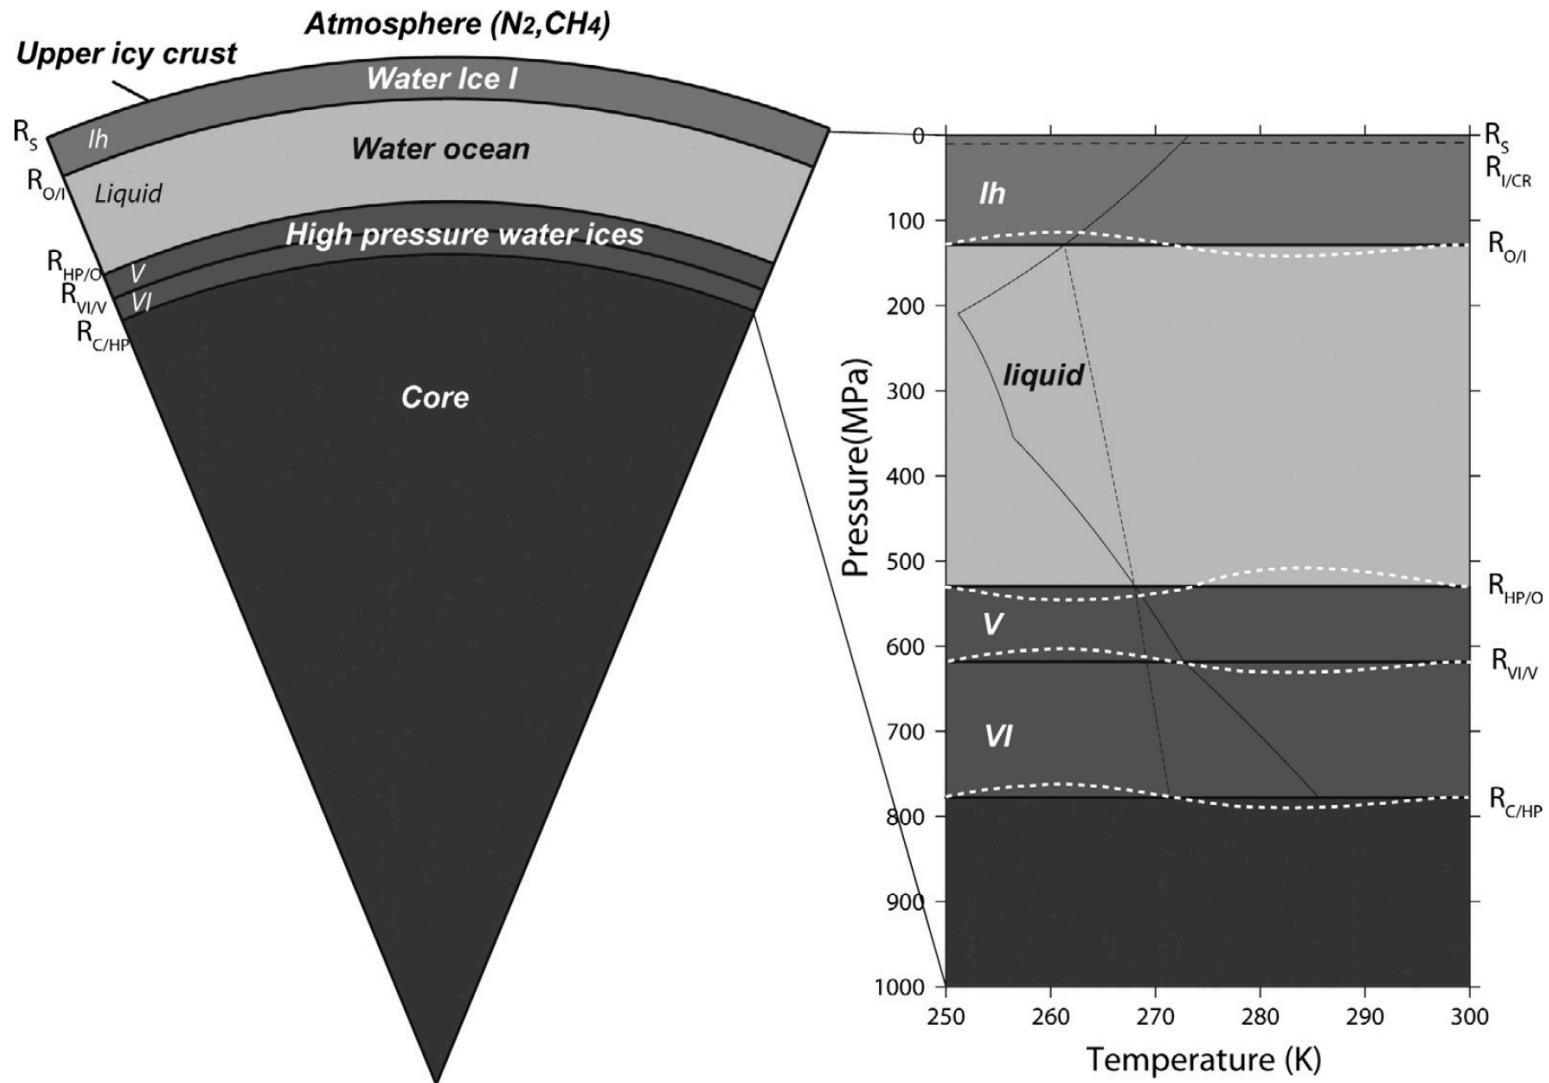 Atmosphere (N2,CH4)
Upper icy crust
Water Ice I
Ih
Water ocean
Liquid
High pressure water ices
V
VI
Core
RS
RO/I
RHP/O
RVI/V
RC/HP
Pressure(MPa)
0
100
200
300
400
500
600
700
800
900
1000
Ih
liquid
V
VI
RS
RI/CR
RO/I
RHP/O
RVI/V
RC/HP
250 260 270 280 290 300
Temperature (K)